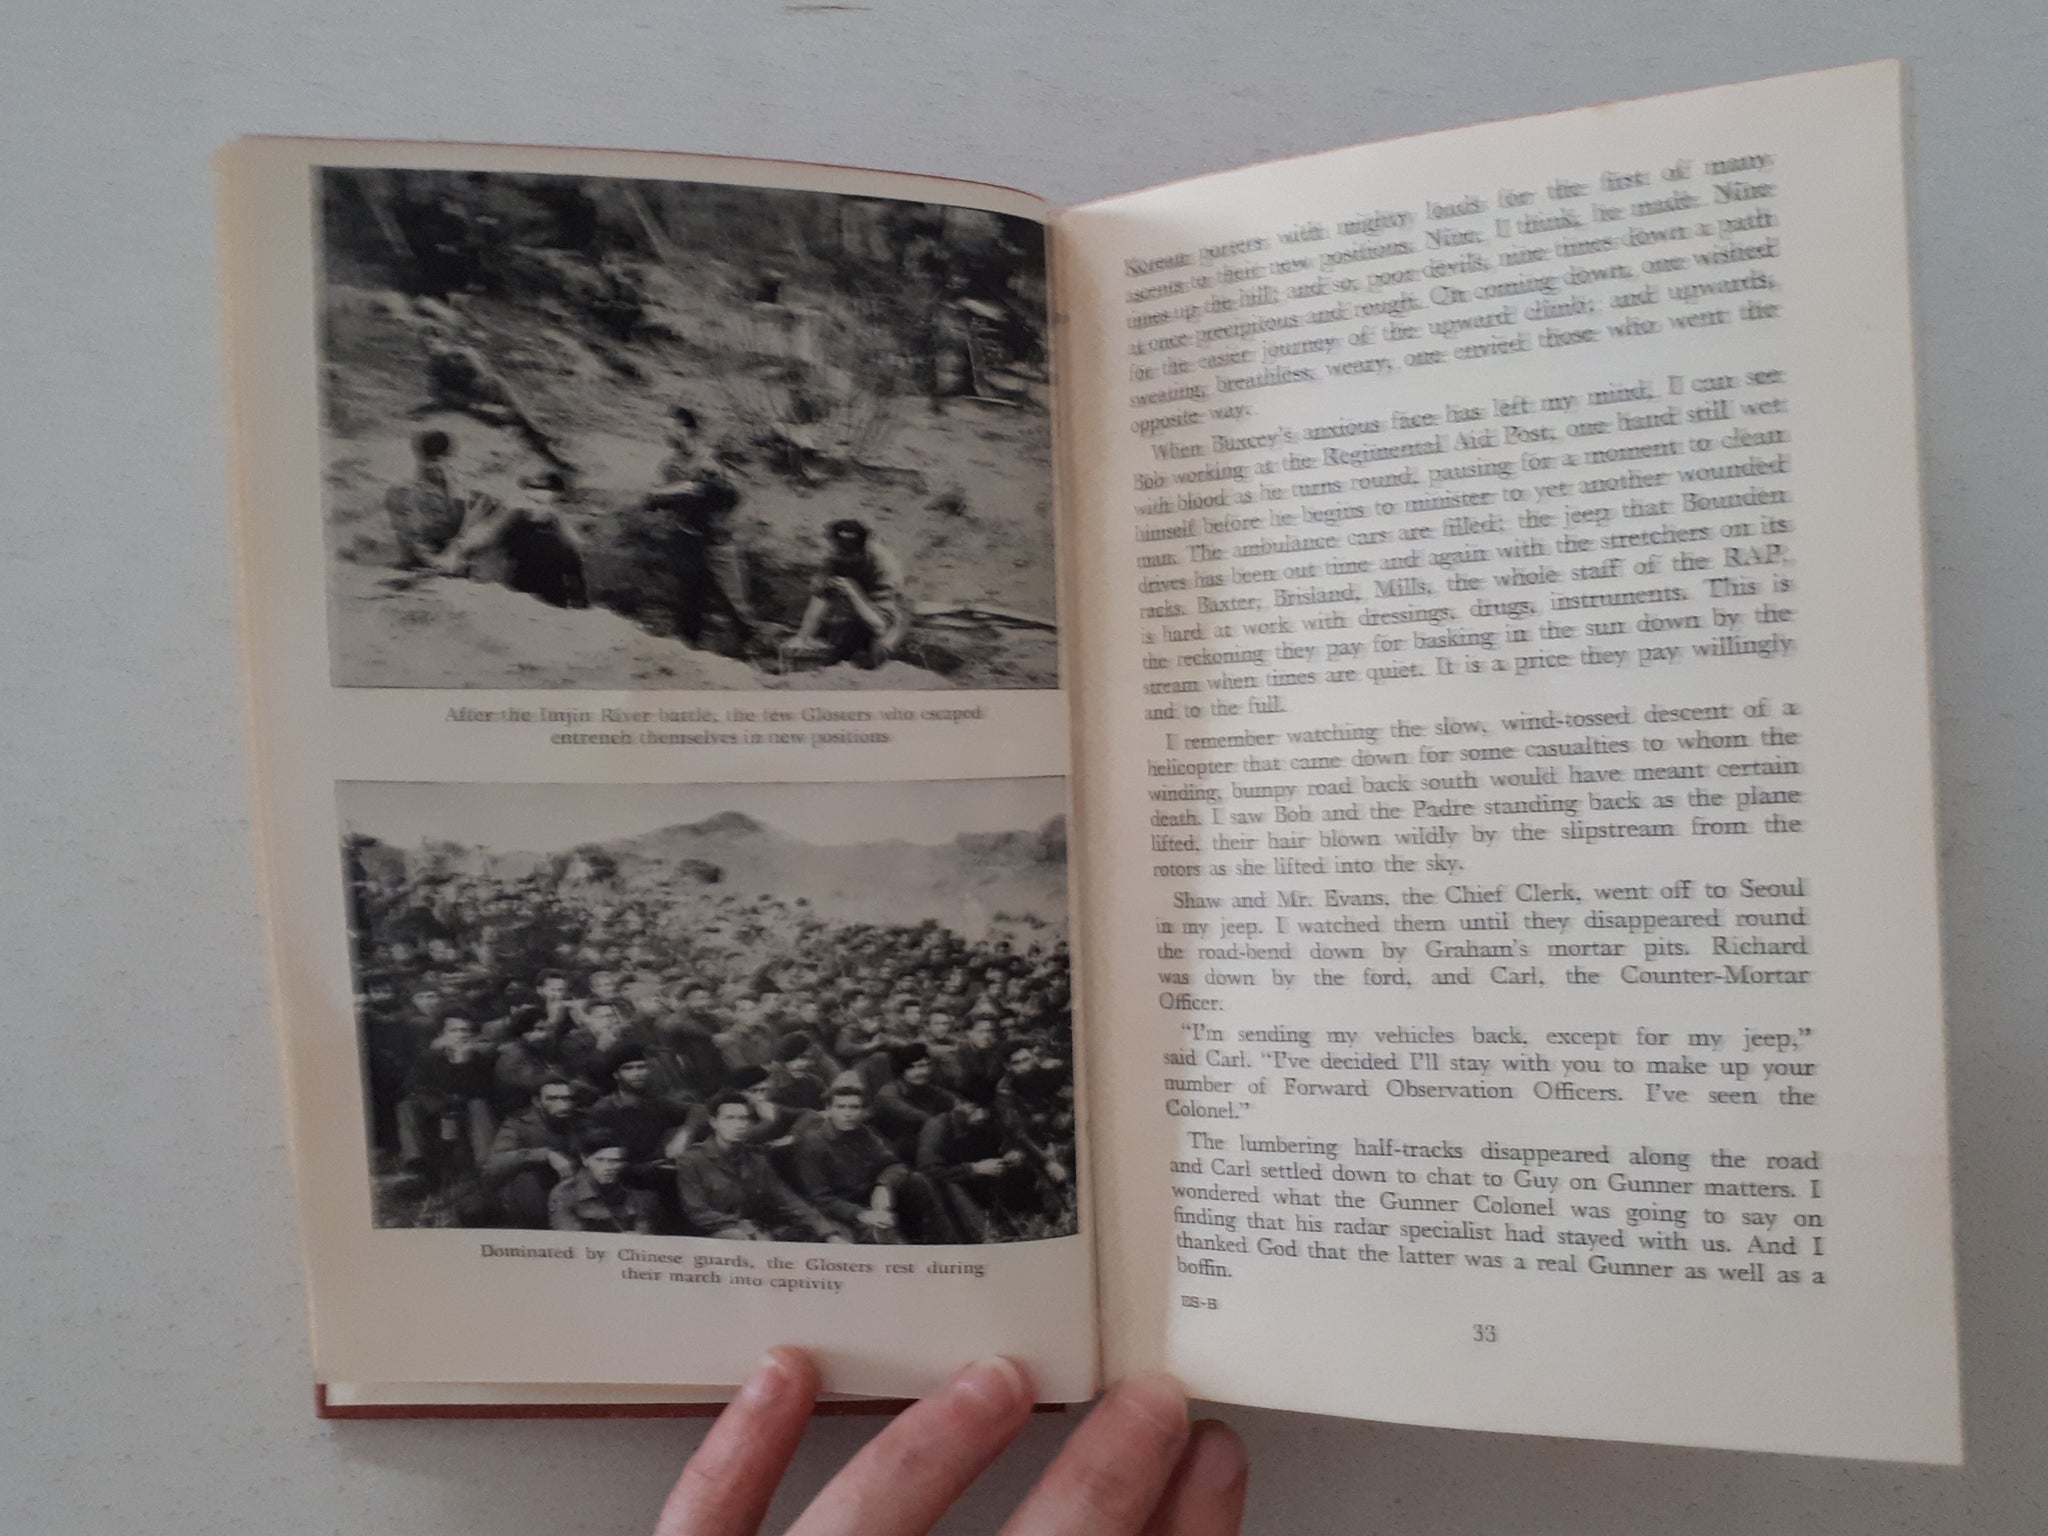 After the Imjin River battle, the few Glosters who escaped
entrench themselves in new positions
Dominated by Chinese guards, the Glosters rest during
their march into captivity
Korean porters with mighty loads for the first of many
ascents to their new positions. Nine, I think, he made. Nine
times up the hill; and so, poor devils, nine times down a path
at once precipitous and rough. On coming down, one wished
for the easier journey of the upward climb; and upwards,
sweating, breathless, weary, one envied those who went the
opposite way.
When Buxcey's anxious face has left my mind, I can see
Bob working at the Regimental Aid Post, one hand still wet
with blood as he turns round, pausing for a moment to clean
himself before he begins to minister to yet another wounded
man. The ambulance cars are filled; the jeep that Bounden
drives has been out time and again with the stretchers on its
racks. Baxter, Brisland, Mills, the whole staff of the RAP,
is hard at work with dressings, drugs, instruments. This is
the reckoning they pay for basking in the sun down by the
stream when times are quiet. It is a price they pay willingly
and to the full.
I remember watching the slow, wind-tossed descent of a
helicopter that came down for some casualties to whom the
winding, bumpy road back south would have meant certain
death. I saw Bob and the Padre standing back as the plane
lifted, their hair blown wildly by the slipstream from the
rotors as she lifted into the sky.
Shaw and Mr. Evans, the Chief Clerk, went off to Seoul
in my jeep. I watched them until they disappeared round
the road-bend down by Graham's mortar pits. Richard
was down by the ford, and Carl, the Counter-Mortar
Officer.
"I'm sending my vehicles back, except for my jeep,"
said Carl. "I've decided I'll stay with you to make up your
number of Forward Observation Officers. I've seen the
Colonel."
The lumbering half-tracks disappeared along the road
and Carl settled down to chat to Guy on Gunner matters. I
wondered what the Gunner Colonel was going to say on
finding that his radar specialist had stayed with us. And I
thanked God that the latter was a real Gunner as well as a
boffin.
ES-B
33